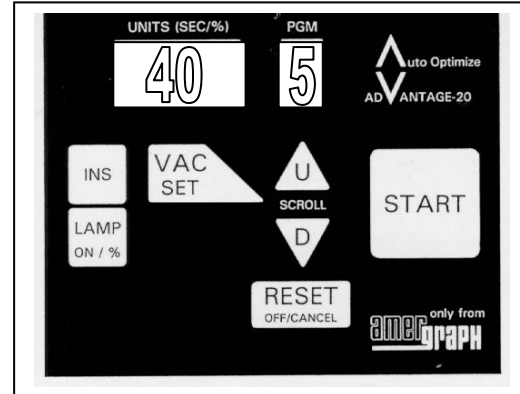 UNITS (SEC/%) PGM
40 5
Auto Optimize
ADVANTAGE-20
INS
VAC
SET
U
SCROLL
D
START
LAMP
ON / %
RESET
OFF/CANCEL
only from
amergraph